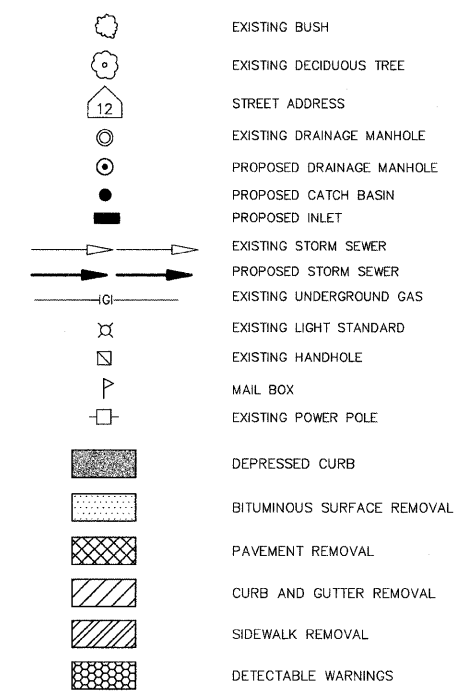 EXISTING BUSH
EXISTING DECIDUOUS TREE
12 STREET ADDRESS
EXISTING DRAINAGE MANHOLE
PROPOSED DRAINAGE MANHOLE
PROPOSED CATCH BASIN
PROPOSED INLET
EXISTING STORM SEWER
PROPOSED STORM SEWER
G EXISTING UNDERGROUND GAS
EXISTING LIGHT STANDARD
EXISTING HANDHOLE
MAIL BOX
EXISTING POWER POLE
DEPRESSED CURB
BITUMINOUS SURFACE REMOVAL
PAVEMENT REMOVAL
CURB AND GUTTER REMOVAL
SIDEWALK REMOVAL
DETECTABLE WARNINGS